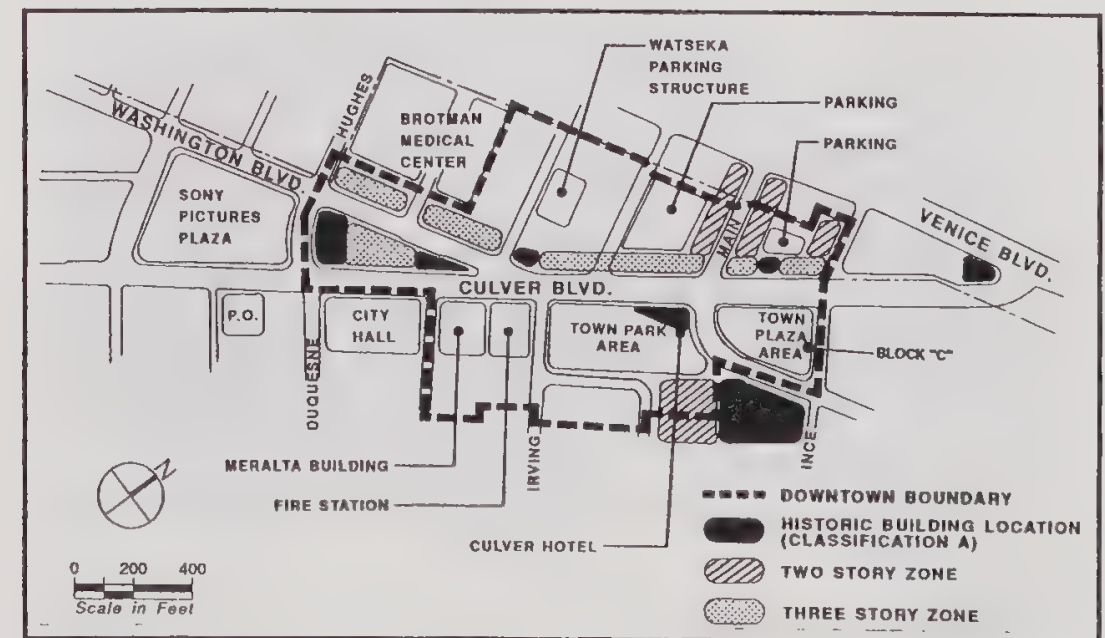 WATSEKA
PARKING
STRUCTURE
PARKING
PARKING
HUGHES
BROTMAN
MEDICAL
CENTER
WASHINGTON BLVD.
SONY
PICTURES
PLAZA
MAIN
VENICE BLVD.
CULVER BLVD.
P.O.
CITY
HALL
TOWN PARK
AREA
TOWN
PLAZA
AREA
BLOCK "C"
DUQUESNE
IRVING
INCE
MERALTA BUILDING
FIRE STATION
CULVER HOTEL
N
0 200 400
Scale in Feet
DOWNTOWN BOUNDARY
HISTORIC BUILDING LOCATION
(CLASSIFICATION A)
TWO STORY ZONE
THREE STORY ZONE